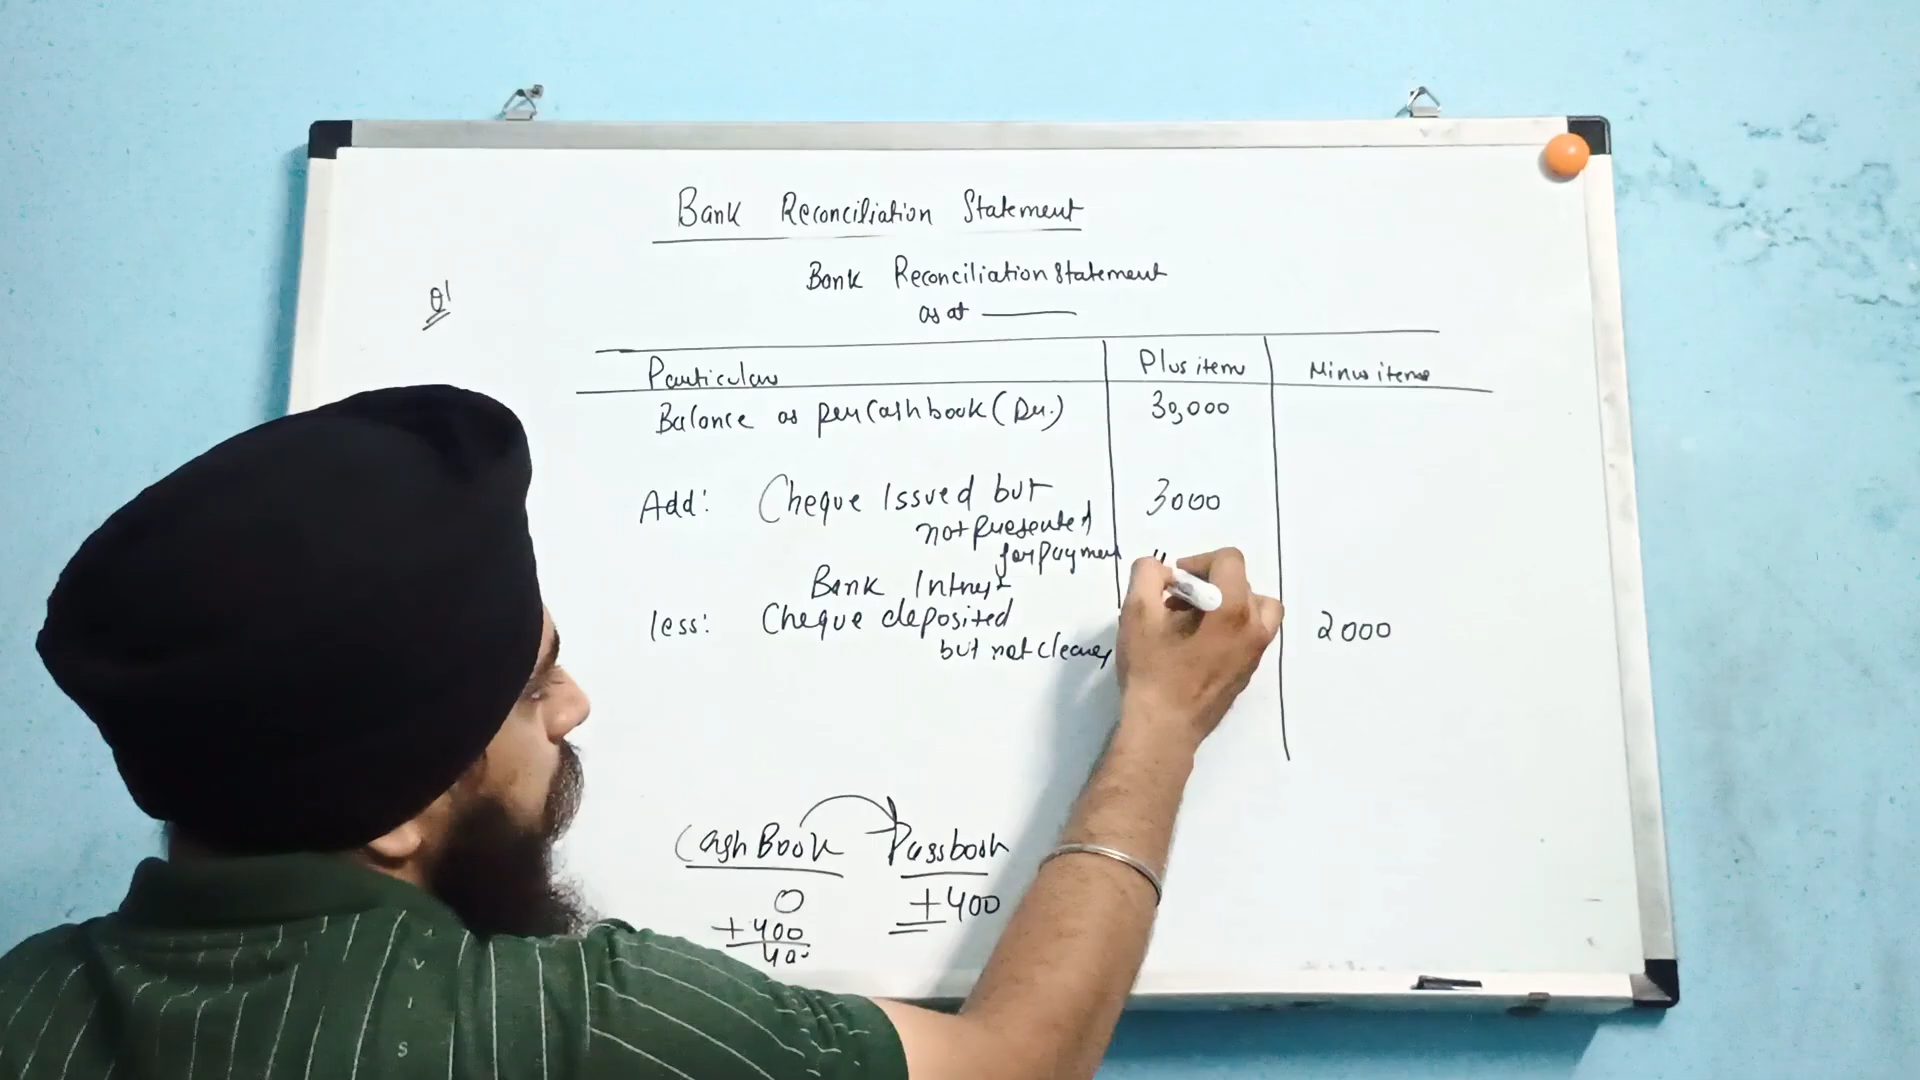 Bank Reconciliation Statement
Q1
Bank Reconciliation Statement
as at
Particulars Plus items Minus items
Balance as per Cash book (Dr.) 30,000
Add: Cheque Issued but 3000
not presented
for payment
Bank Intrest
less: Cheque deposited 2000
but not cleared
Cash Book Passbook
0 +400
+400
400